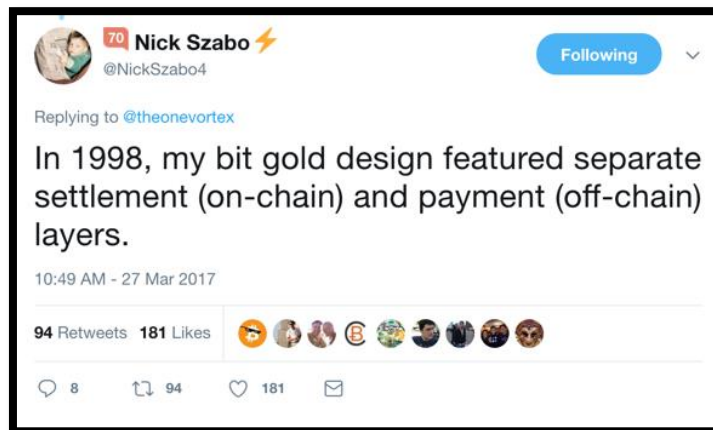 70 Nick Szabo⚡
@NickSzabo4
Following
Replying to @theonevortex
In 1998, my bit gold design featured separate
settlement (on-chain) and payment (off-chain)
layers.
10:49 AM - 27 Mar 2017
94 Retweets 181 Likes
8 94 181